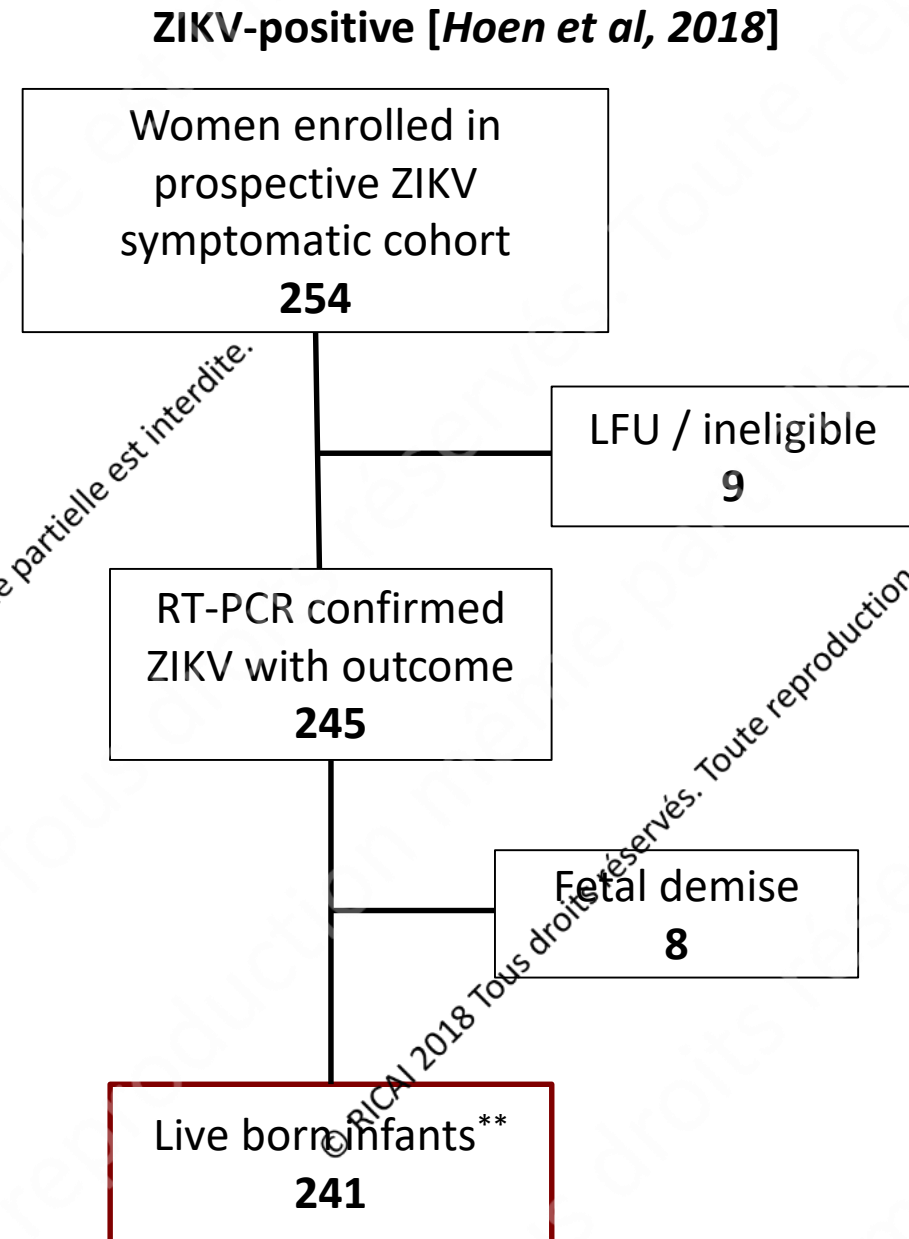 ZIKV-positive [Hoen et al, 2018]
Women enrolled in
prospective ZIKV
symptomatic cohort
254
LFU / ineligible
9
RT-PCR confirmed
ZIKV with outcome
245
Fetal demise
8
Live born infants**
241
e partielle est interdite.
© RICAI 2018 Tous droits réservés. Toute reproduction